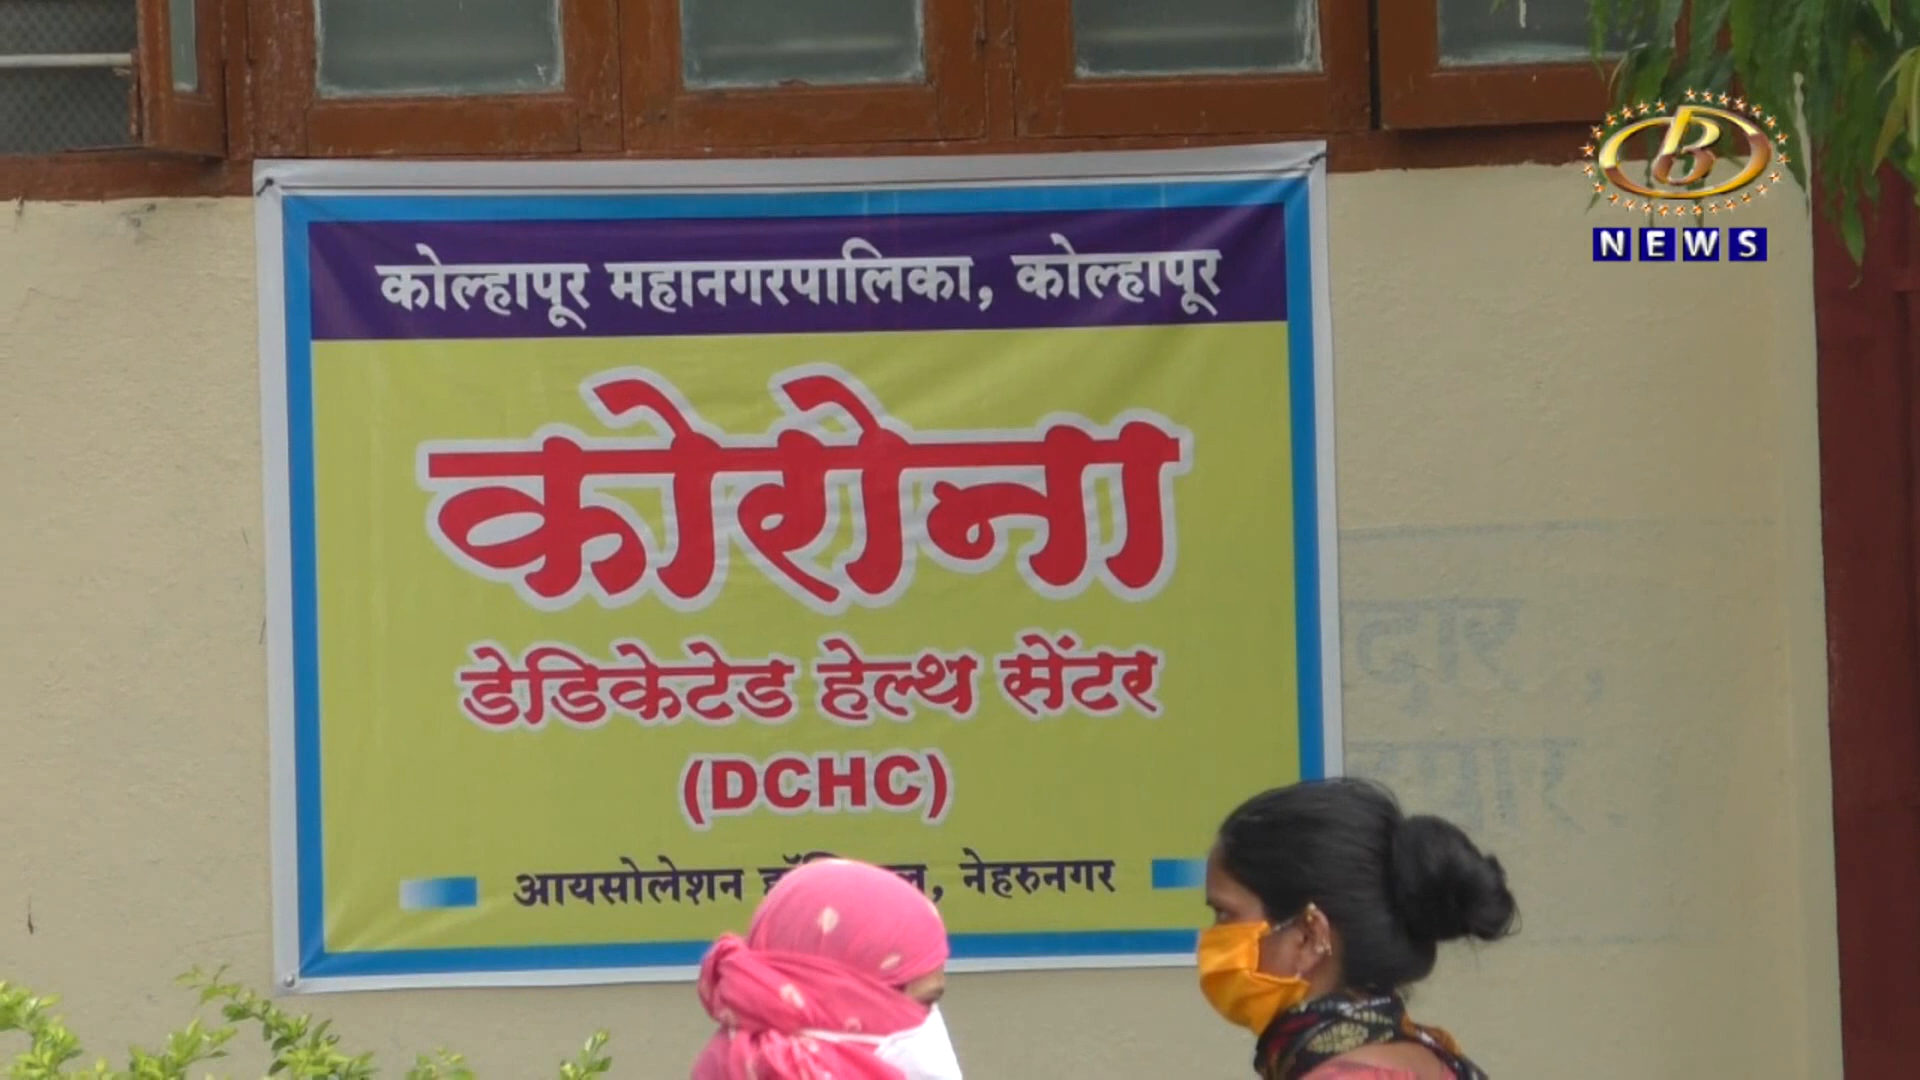 कोल्हापूर महानगरपालिका, कोल्हापूर
कोरोना
डेडिकेटेड हेल्थ सेंटर
(DCHC)
आयसोलेशन नेहरुनगर
B
NEWS